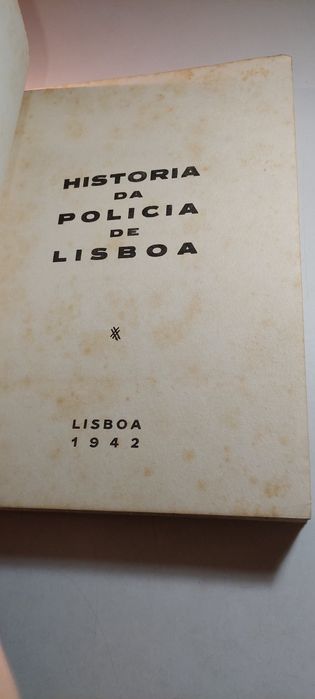 HISTORIA
DA
POLICIA
DE
LISBOA
LISBOA
1942